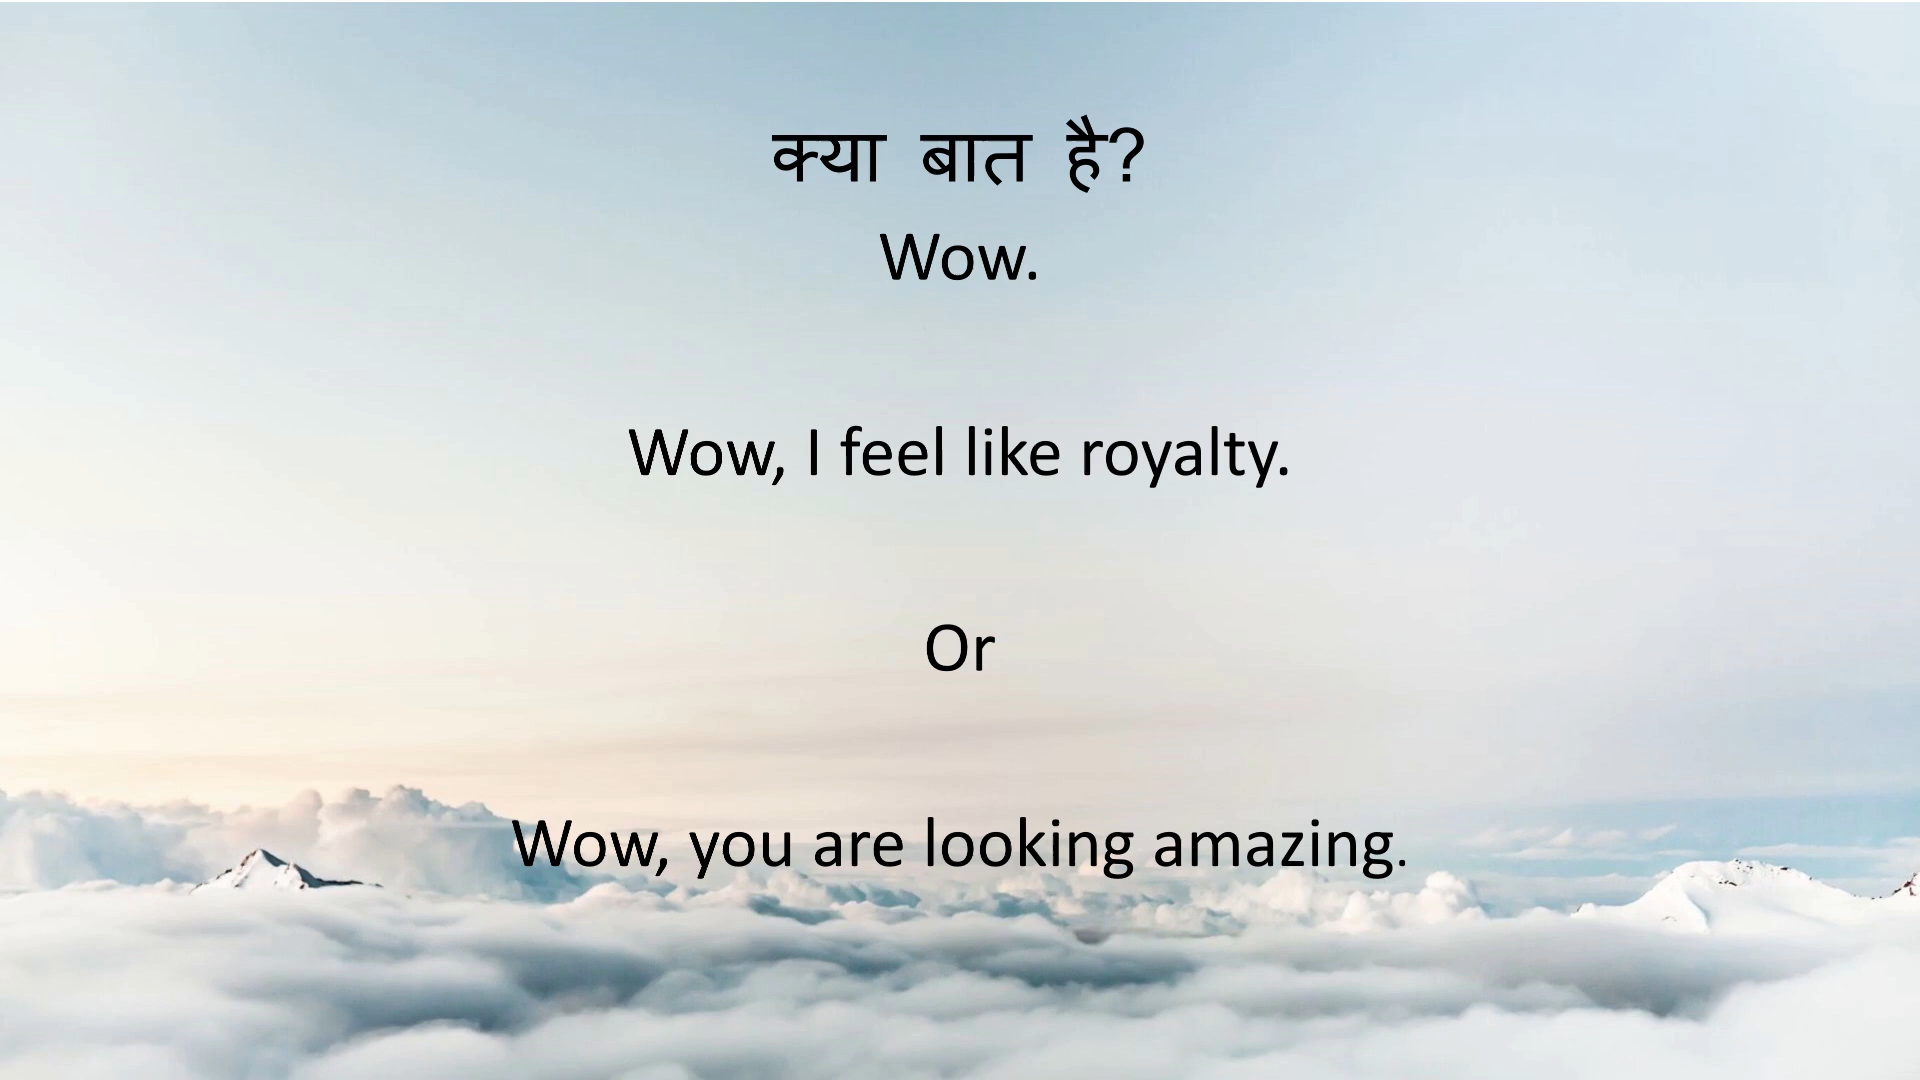 क्या बात है?
Wow.
Wow, I feel like royalty.
Or
Wow, you are looking amazing.